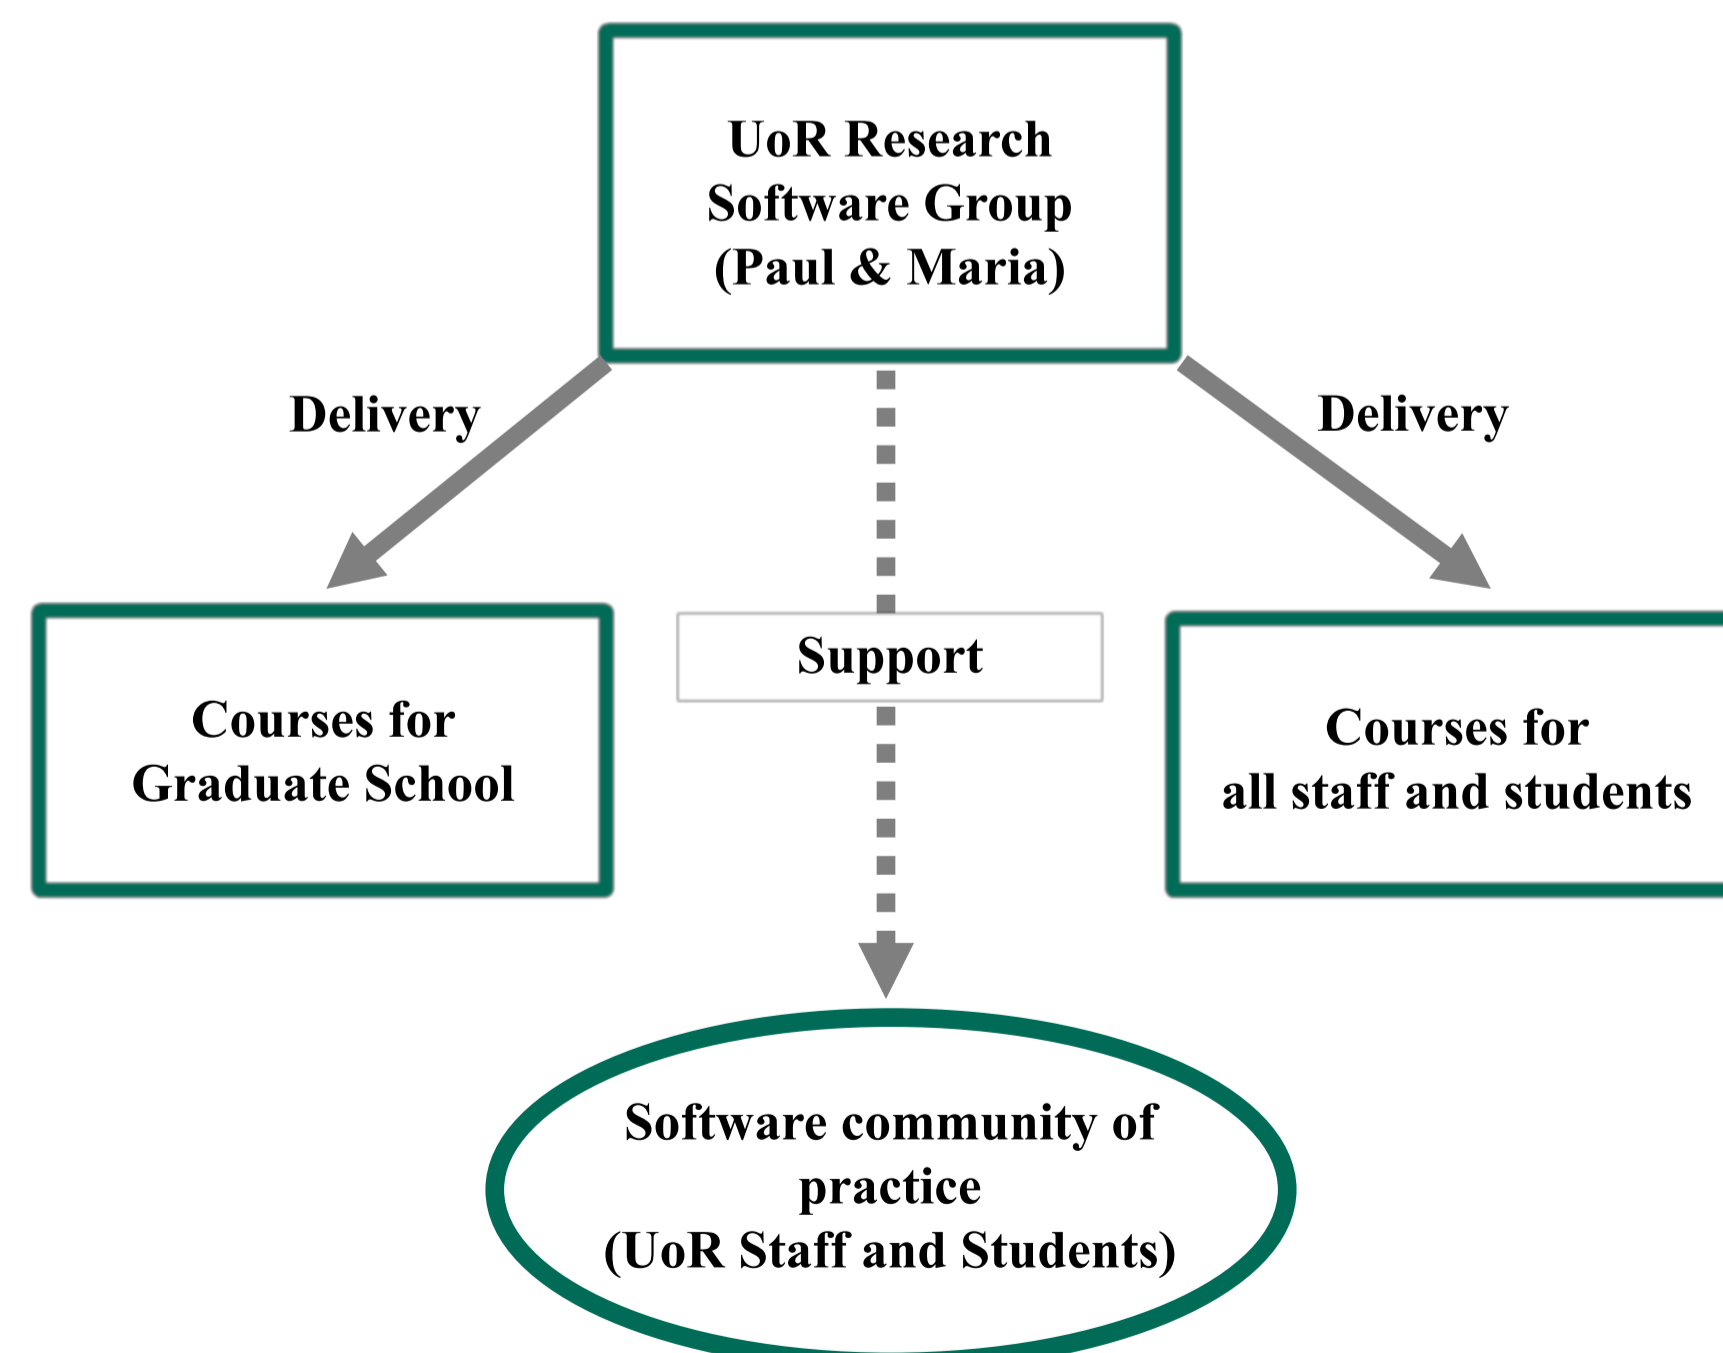 UoR Research
Software Group
(Paul & Maria)
Delivery
Delivery
Support
Courses for
Graduate School
Courses for
all staff and students
Software community of
practice
(UoR Staff and Students)